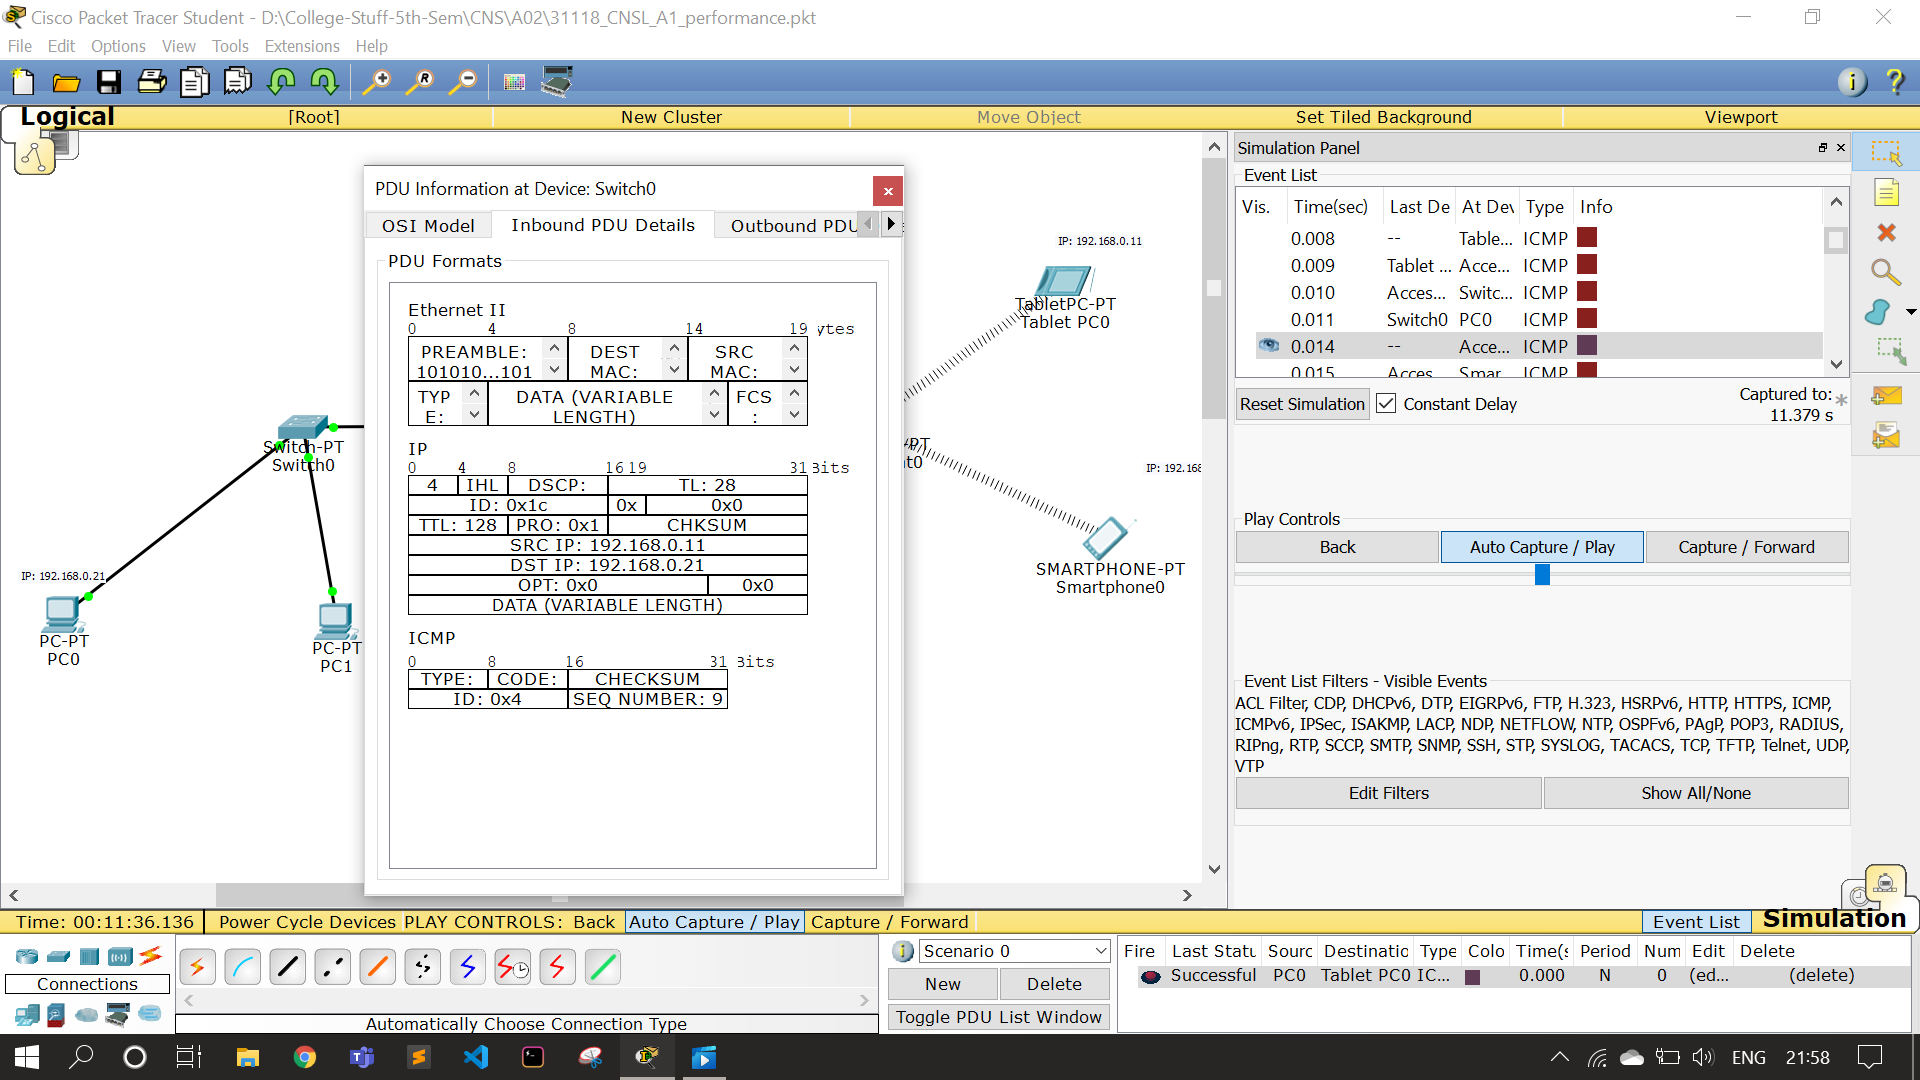 Cisco Packet Tracer Student - D:\College-Stuff-5th-Sem\CNS\A02\31118_CNSL_A1_performance.pkt
File Edit Options View Tools Extensions Help
Logical [Root] New Cluster Move Object Set Tiled Background Viewport
PDU Information at Device: Switch0
OSI Model Inbound PDU Details Outbound PDU
PDU Formats
Ethernet II
0 4 8 14 19 ytes
PREAMBLE: 101010...101
DEST MAC:
SRC MAC:
TYPE:
DATA (VARIABLE LENGTH)
FCS:
IP
0 4 8 16 19 31 Bits
4 IHL DSCP: TL: 28
ID: 0x1c 0x 0x0
TTL: 128 PRO: 0x1 CHKSUM
SRC IP: 192.168.0.11
DST IP: 192.168.0.21
OPT: 0x0 0x0
DATA (VARIABLE LENGTH)
ICMP
0 8 16 31 Bits
TYPE: CODE: CHECKSUM
ID: 0x4 SEQ NUMBER: 9
Switch-PT
Switch0
IP: 192.168.0.21
PC-PT
PC0
PC-PT
PC1
IP: 192.168.0.11
TabletPC-PT
Tablet PC0
IP: 192.168
SMARTPHONE-PT
Smartphone0
Simulation Panel
Event List
Vis. Time(sec) Last De At Dev Type Info
0.008 -- Table... ICMP
0.009 Tablet ... Acce... ICMP
0.010 Acces... Switc... ICMP
0.011 Switch0 PC0 ICMP
0.014 -- Acce... ICMP
0.015 Acces Smar ICMP
Reset Simulation Constant Delay
Captured to: *
11.379 s
Play Controls
Back Auto Capture / Play Capture / Forward
Event List Filters - Visible Events
ACL Filter, CDP, DHCPv6, DTP, EIGRPv6, FTP, H.323, HSRPv6, HTTP, HTTPS, ICMP,
ICMPv6, IPSec, ISAKMP, LACP, NDP, NETFLOW, NTP, OSPFv6, PAgP, POP3, RADIUS,
RIPng, RTP, SCCP, SMTP, SNMP, SSH, STP, SYSLOG, TACACS, TCP, TFTP, Telnet, UDP,
VTP
Edit Filters Show All/None
Time: 00:11:36.136 Power Cycle Devices PLAY CONTROLS: Back Auto Capture / Play Capture / Forward Event List Simulation
Connections
Automatically Choose Connection Type
Scenario 0
New Delete
Toggle PDU List Window
Fire Last Statu Sourc Destinatio Type Colo Time(s Period Num Edit Delete
Successful PC0 Tablet PC0 IC... 0.000 N 0 (ed... (delete)
ENG 21:58